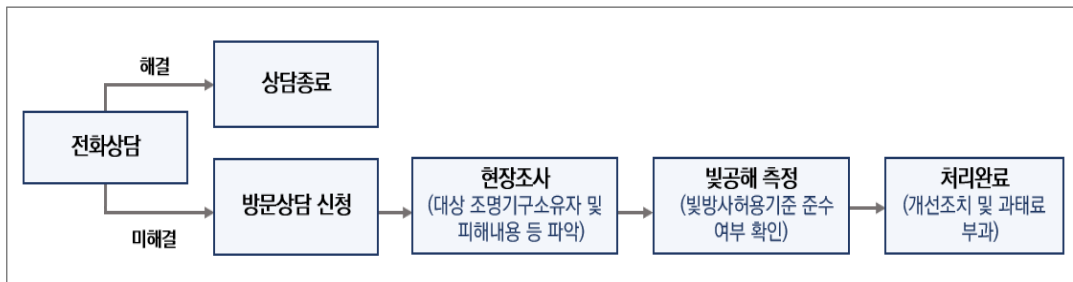 전화상담
해결
상담종료
미해결
방문상담 신청
현장조사
(대상 조명기구소유자 및
피해내용 등 파악)
빛공해 측정
(빛방사허용기준 준수
여부 확인)
처리완료
(개선조치 및 과태료
부과)